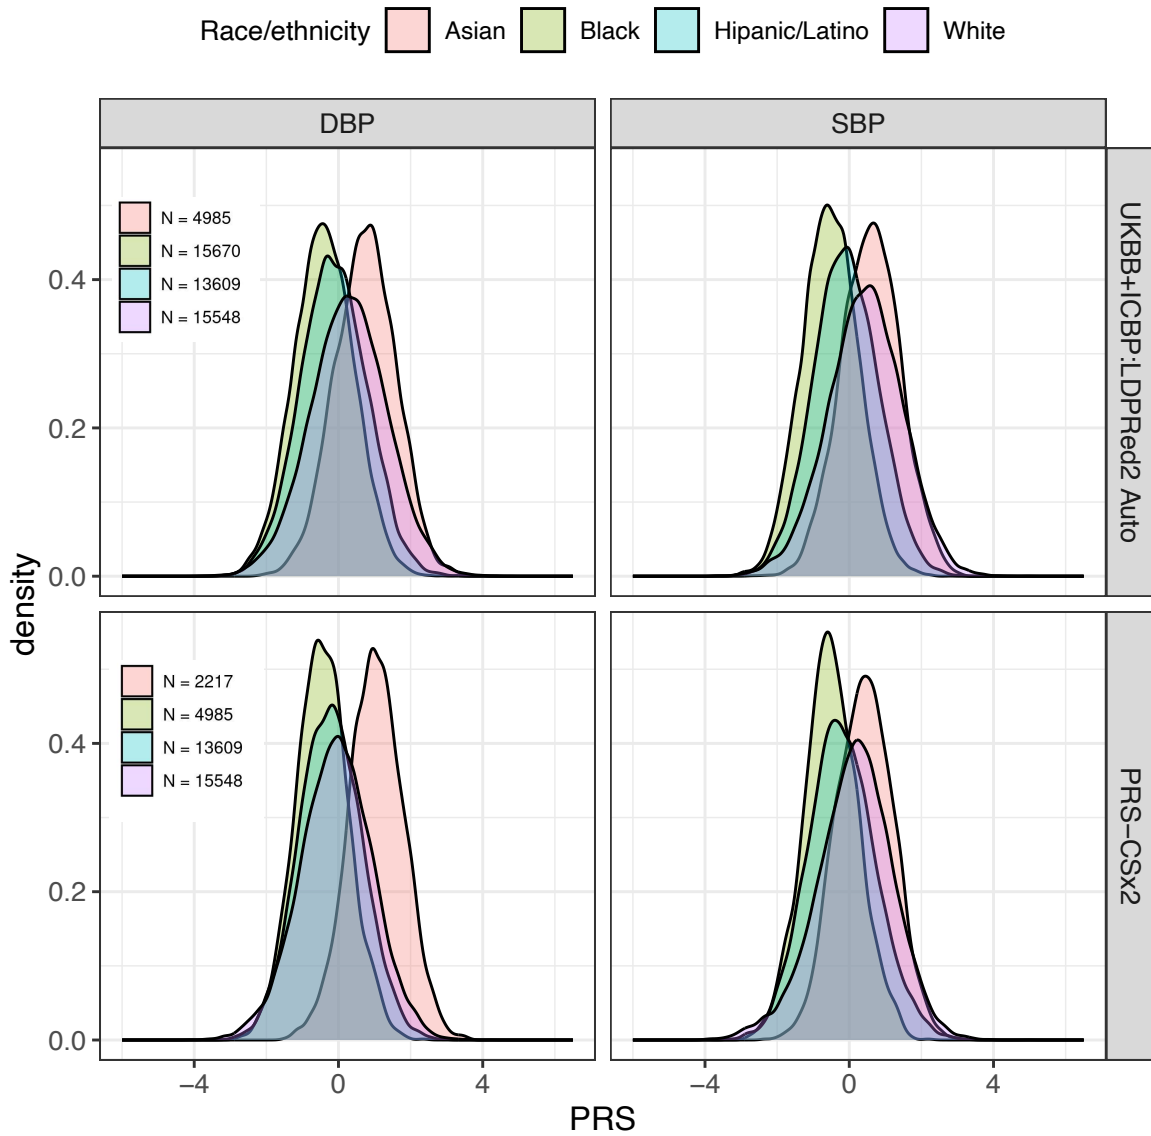 Race/ethnicity Asian Black Hipanic/Latino White
DBP SBP
N = 4985
N = 15670
N = 13609
N = 15548
0.4
0.2
0.0
UKBB+ICBP:LDPRed2 Auto
density
N = 2217
N = 4985
N = 13609
N = 15548
0.4
0.2
0.0
PRS−CSx2
−4 0 4 −4 0 4
PRS